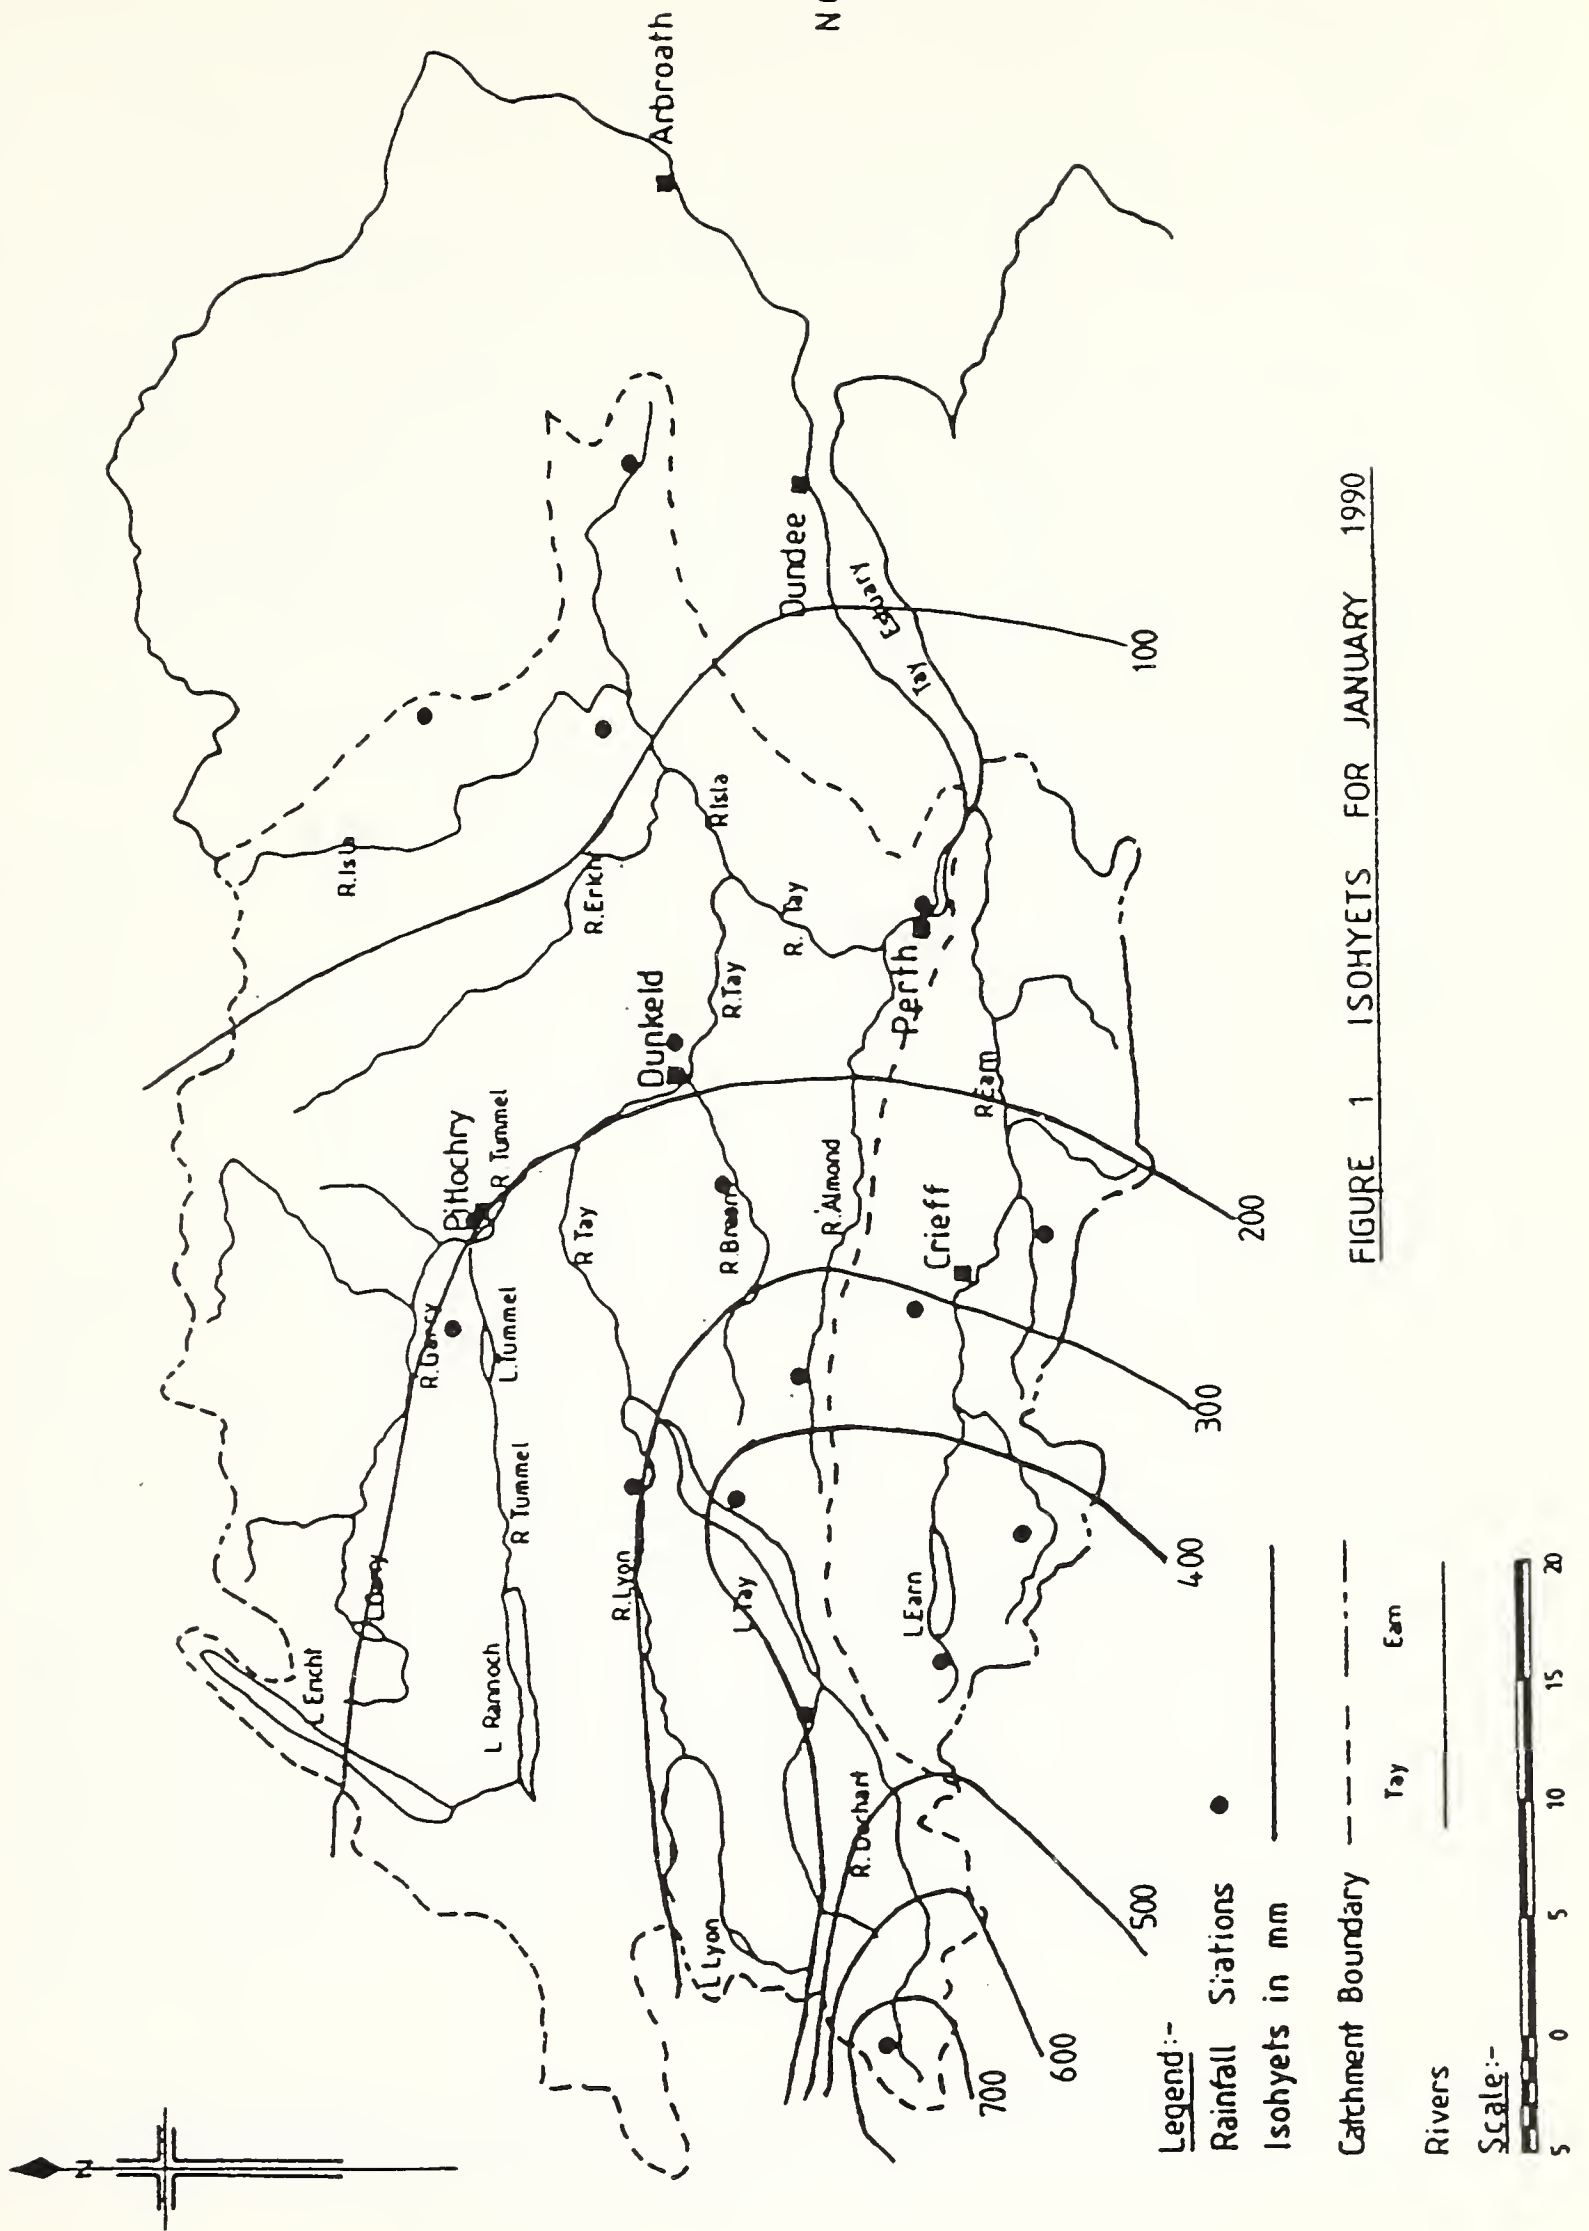 N
Arbroath
Dundee
Tay Estuary
R.Isla
R.Isla
R.Erich
R. Tay
R.Tay
Dunkeld
Perth
Pitlochry
R. Tummel
R Tay
R.Braan
R.Almond
R.Earn
Crieff
R.Garry
L.Tummel
R Tummel
R.Lyon
L.Tay
L.Earn
L Ericht
L Rannoch
R. Dochart
L Lyon
100
200
300
400
500
600
700
Legend:-
Rainfall Stations
Isohyets in mm
Catchment Boundary
Tay Earn
Rivers
Scale:-
5 0 5 10 15 20
FIGURE 1 ISOHYETS FOR JANUARY 1990